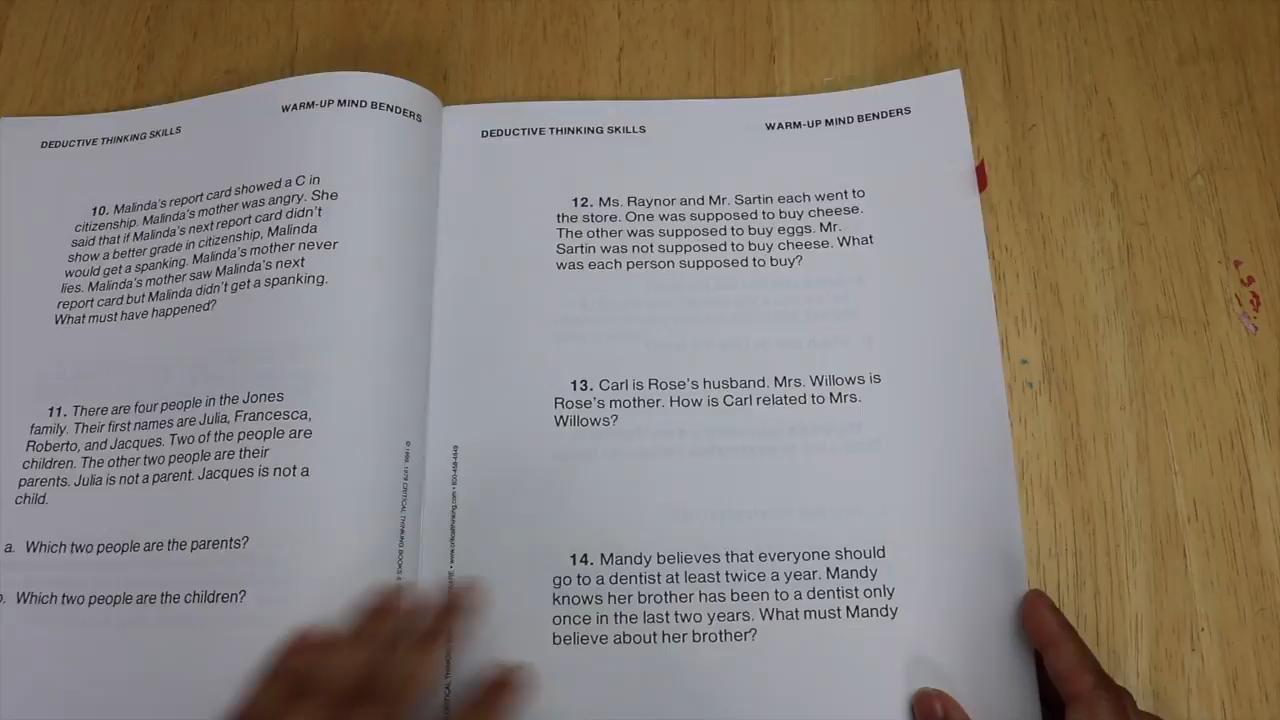 DEDUCTIVE THINKING SKILLS
WARM-UP MIND BENDERS
10. Malinda's report card showed a C in
citizenship. Malinda's mother was angry. She
said that if Malinda's next report card didn't
show a better grade in citizenship, Malinda
would get a spanking. Malinda's mother never
lies. Malinda's mother saw Malinda's next
report card but Malinda didn't get a spanking.
What must have happened?
11. There are four people in the Jones
family. Their first names are Julia, Francesca,
Roberto, and Jacques. Two of the people are
children. The other two people are their
parents. Julia is not a parent. Jacques is not a
child.
a. Which two people are the parents?
Which two people are the children?
CRITICAL THINKING BOOKS &
DEDUCTIVE THINKING SKILLS
WARM-UP MIND BENDERS
12. Ms. Raynor and Mr. Sartin each went to
the store. One was supposed to buy cheese.
The other was supposed to buy eggs. Mr.
Sartin was not supposed to buy cheese. What
was each person supposed to buy?
13. Carl is Rose's husband. Mrs. Willows is
Rose's mother. How is Carl related to Mrs.
Willows?
14. Mandy believes that everyone should
go to a dentist at least twice a year. Mandy
knows her brother has been to a dentist only
once in the last two years. What must Mandy
believe about her brother?
www.criticalthinking.com • 800-458-4849